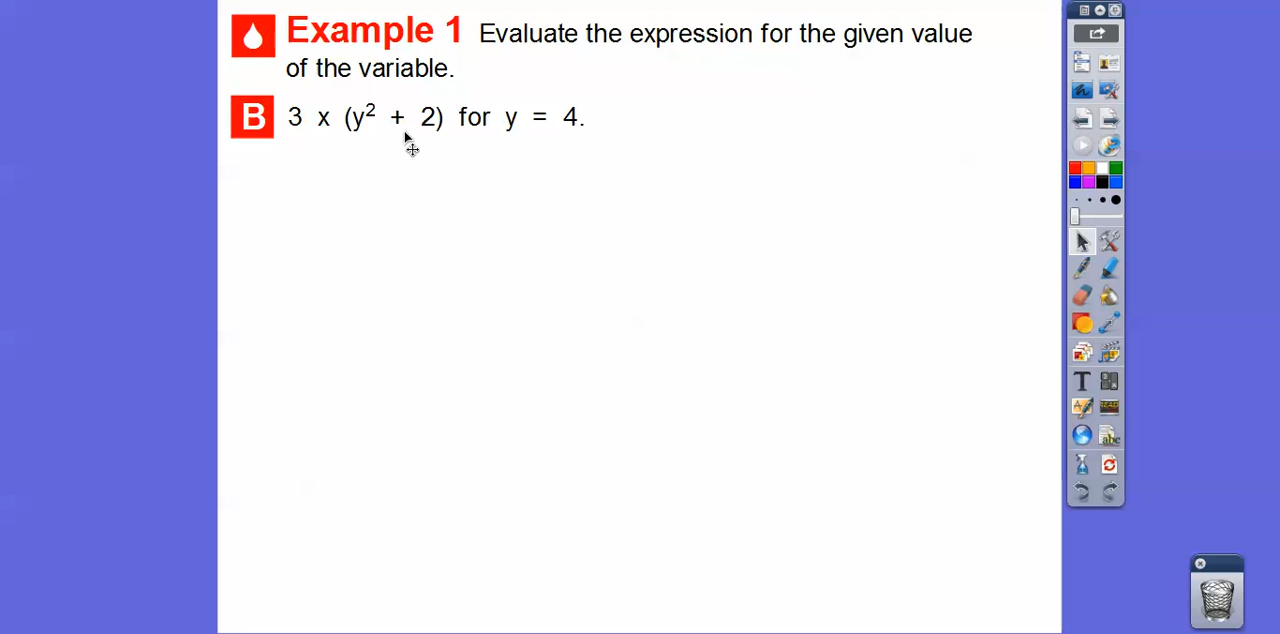 Example 1 Evaluate the expression for the given value
of the variable.
B 3 x (y² + 2) for y = 4.